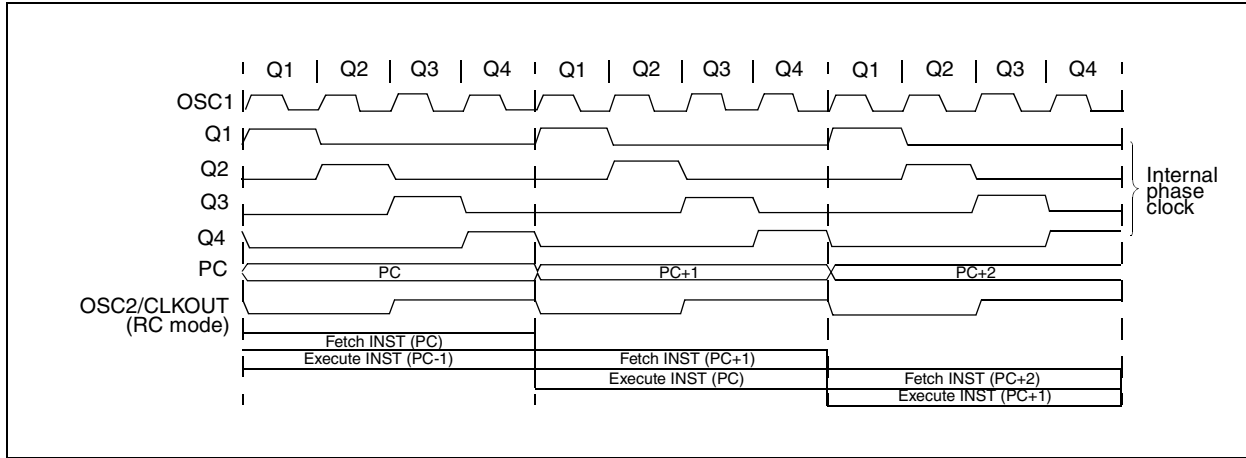 Q1 Q2 Q3 Q4 Q1 Q2 Q3 Q4 Q1 Q2 Q3 Q4
OSC1
Q1
Q2
Q3
Q4
PC
PC PC+1 PC+2
OSC2/CLKOUT
(RC mode)
Internal
phase
clock
Fetch INST (PC)
Execute INST (PC-1) Fetch INST (PC+1)
Execute INST (PC) Fetch INST (PC+2)
Execute INST (PC+1)